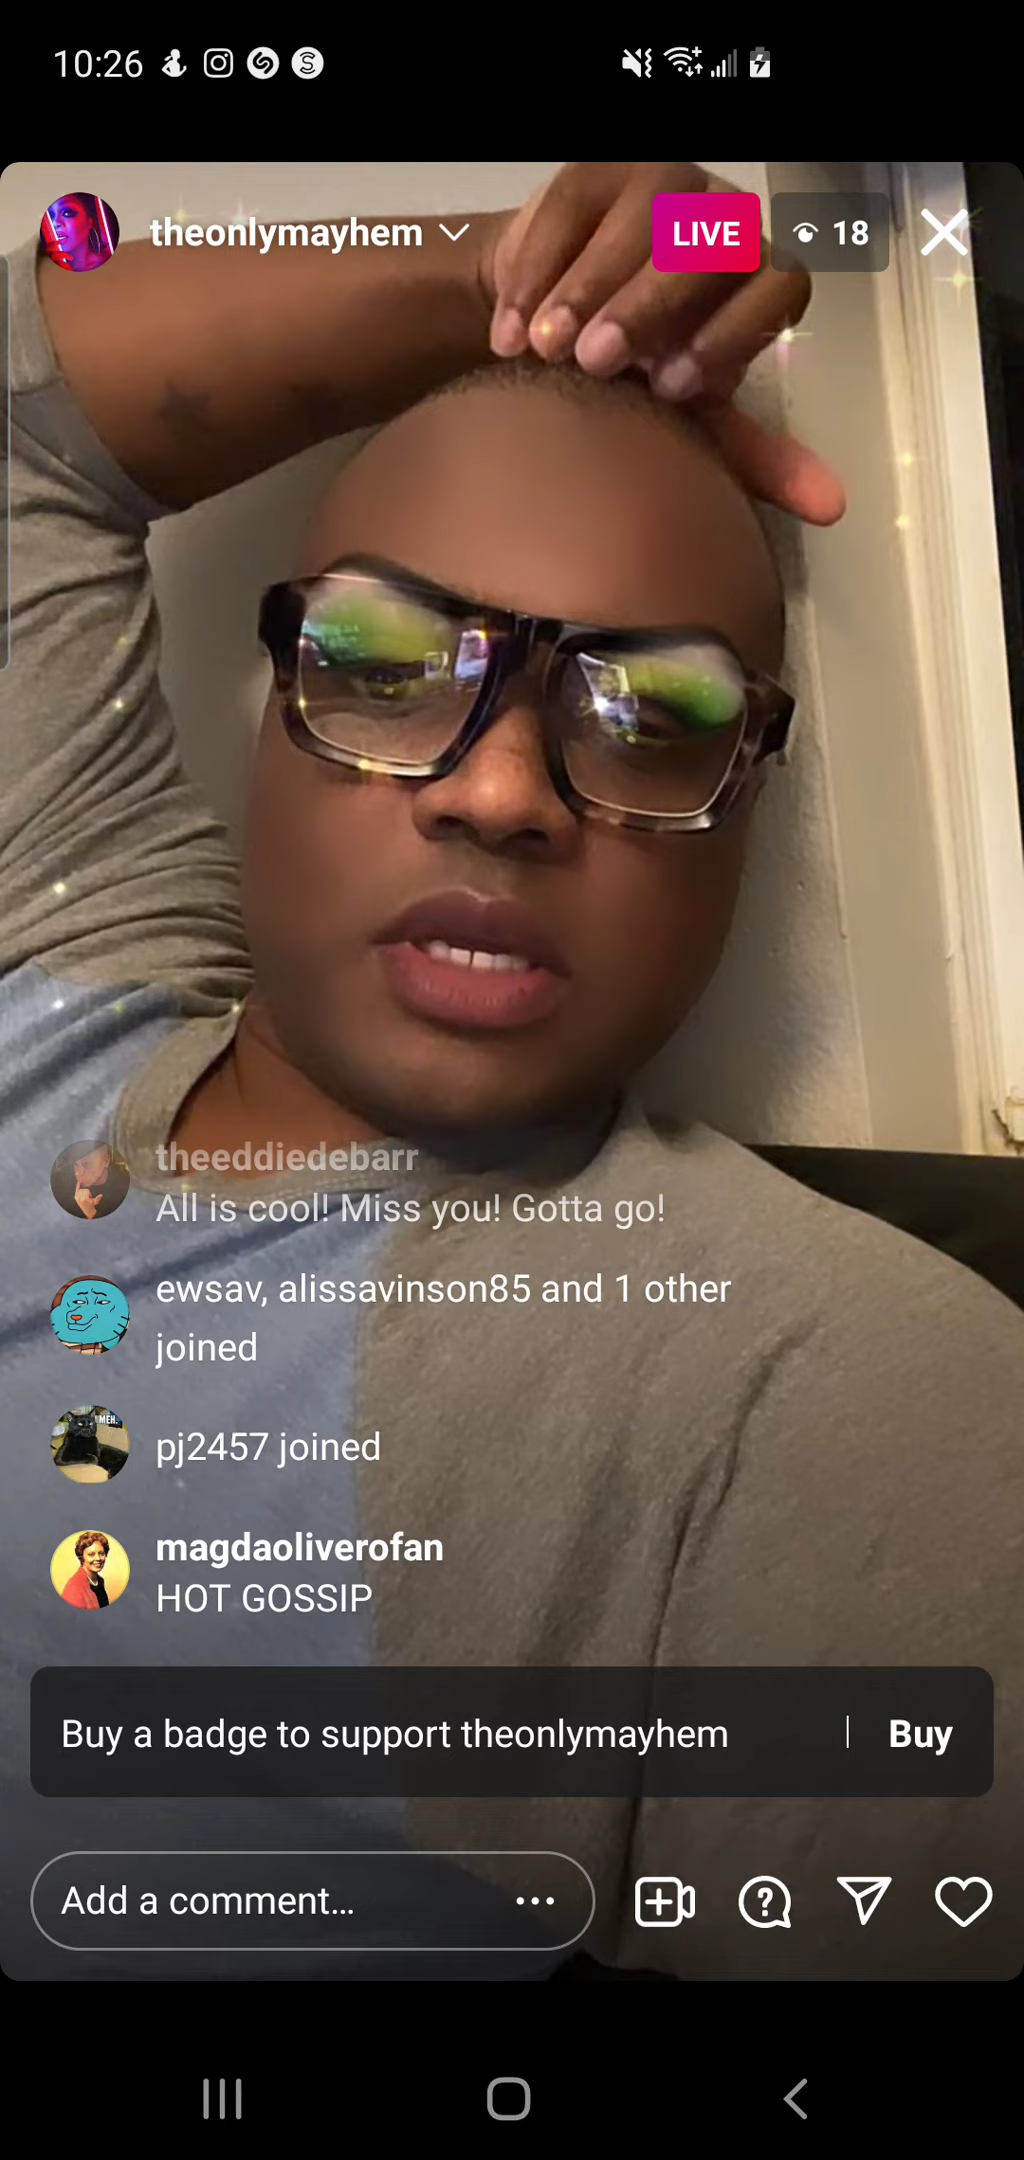 10:26
theonlymayhem
LIVE
18
theeddiedebarr
All is cool! Miss you! Gotta go!
ewsav, alissavinson85 and 1 other
joined
MEH.
pj2457 joined
magdaoliverofan
HOT GOSSIP
Buy a badge to support theonlymayhem | Buy
Add a comment...